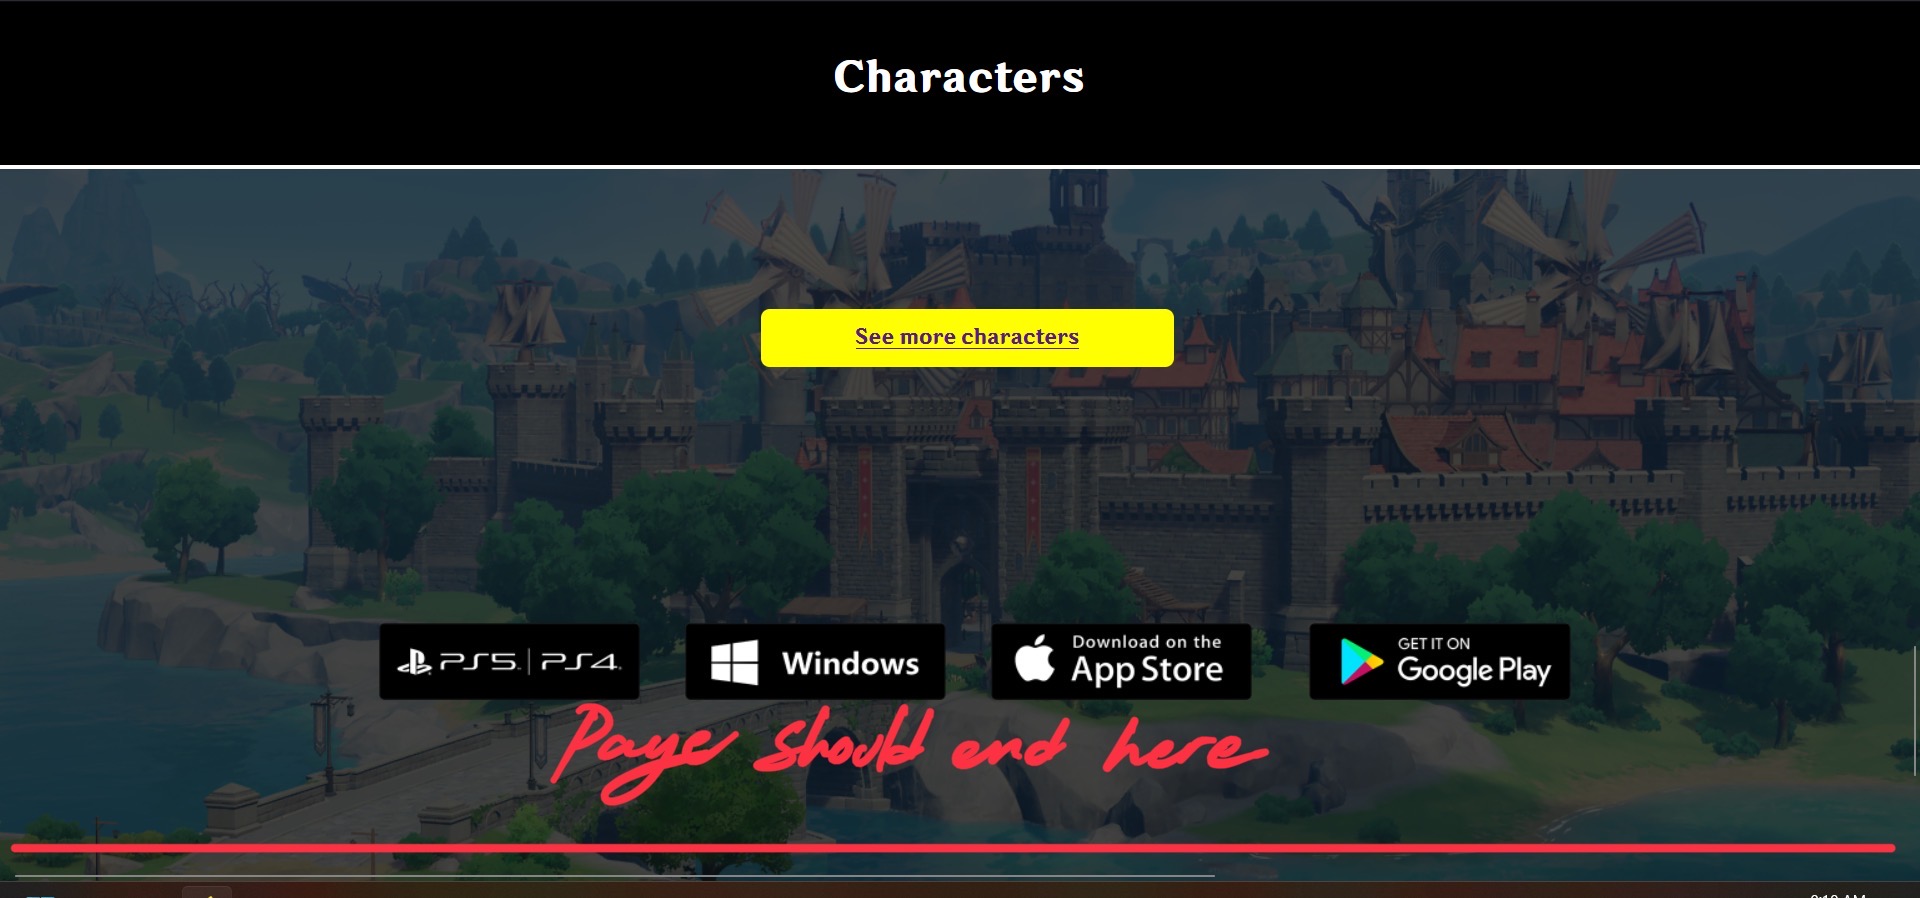 Characters
See more characters
PS5 | PS4
Windows
Download on the
App Store
GET IT ON
Google Play
Page should end here